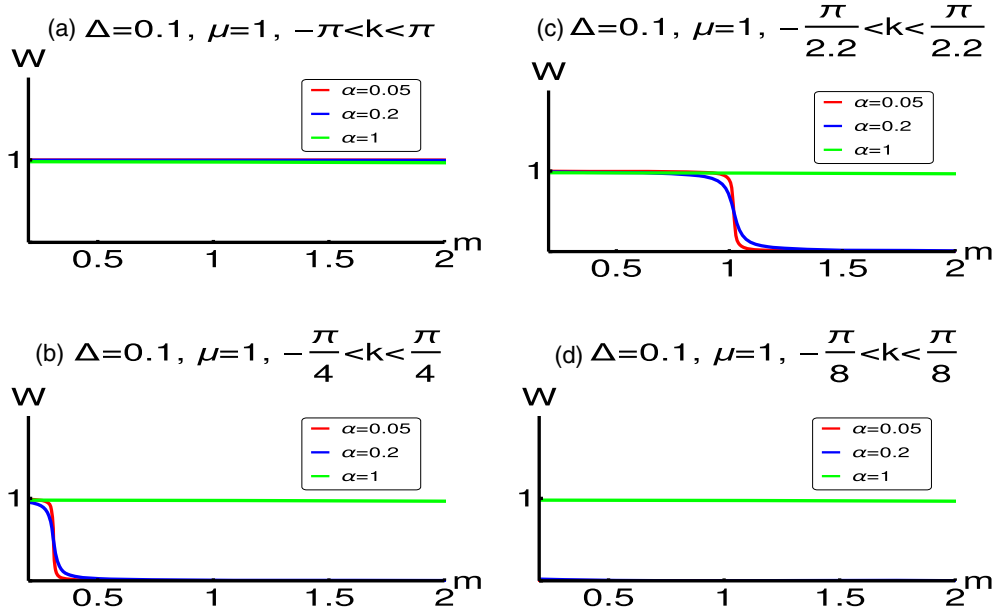 (a) Δ=0.1, μ=1, −π<k<π
W
α=0.05
α=0.2
α=1
1
0.5 1 1.5 2 m
(c) Δ=0.1, μ=1, −π/2.2<k<π/2.2
W
α=0.05
α=0.2
α=1
1
0.5 1 1.5 2 m
(b) Δ=0.1, μ=1, −π/4<k<π/4
W
α=0.05
α=0.2
α=1
1
0.5 1 1.5 2 m
(d) Δ=0.1, μ=1, −π/8<k<π/8
W
α=0.05
α=0.2
α=1
1
0.5 1 1.5 2 m